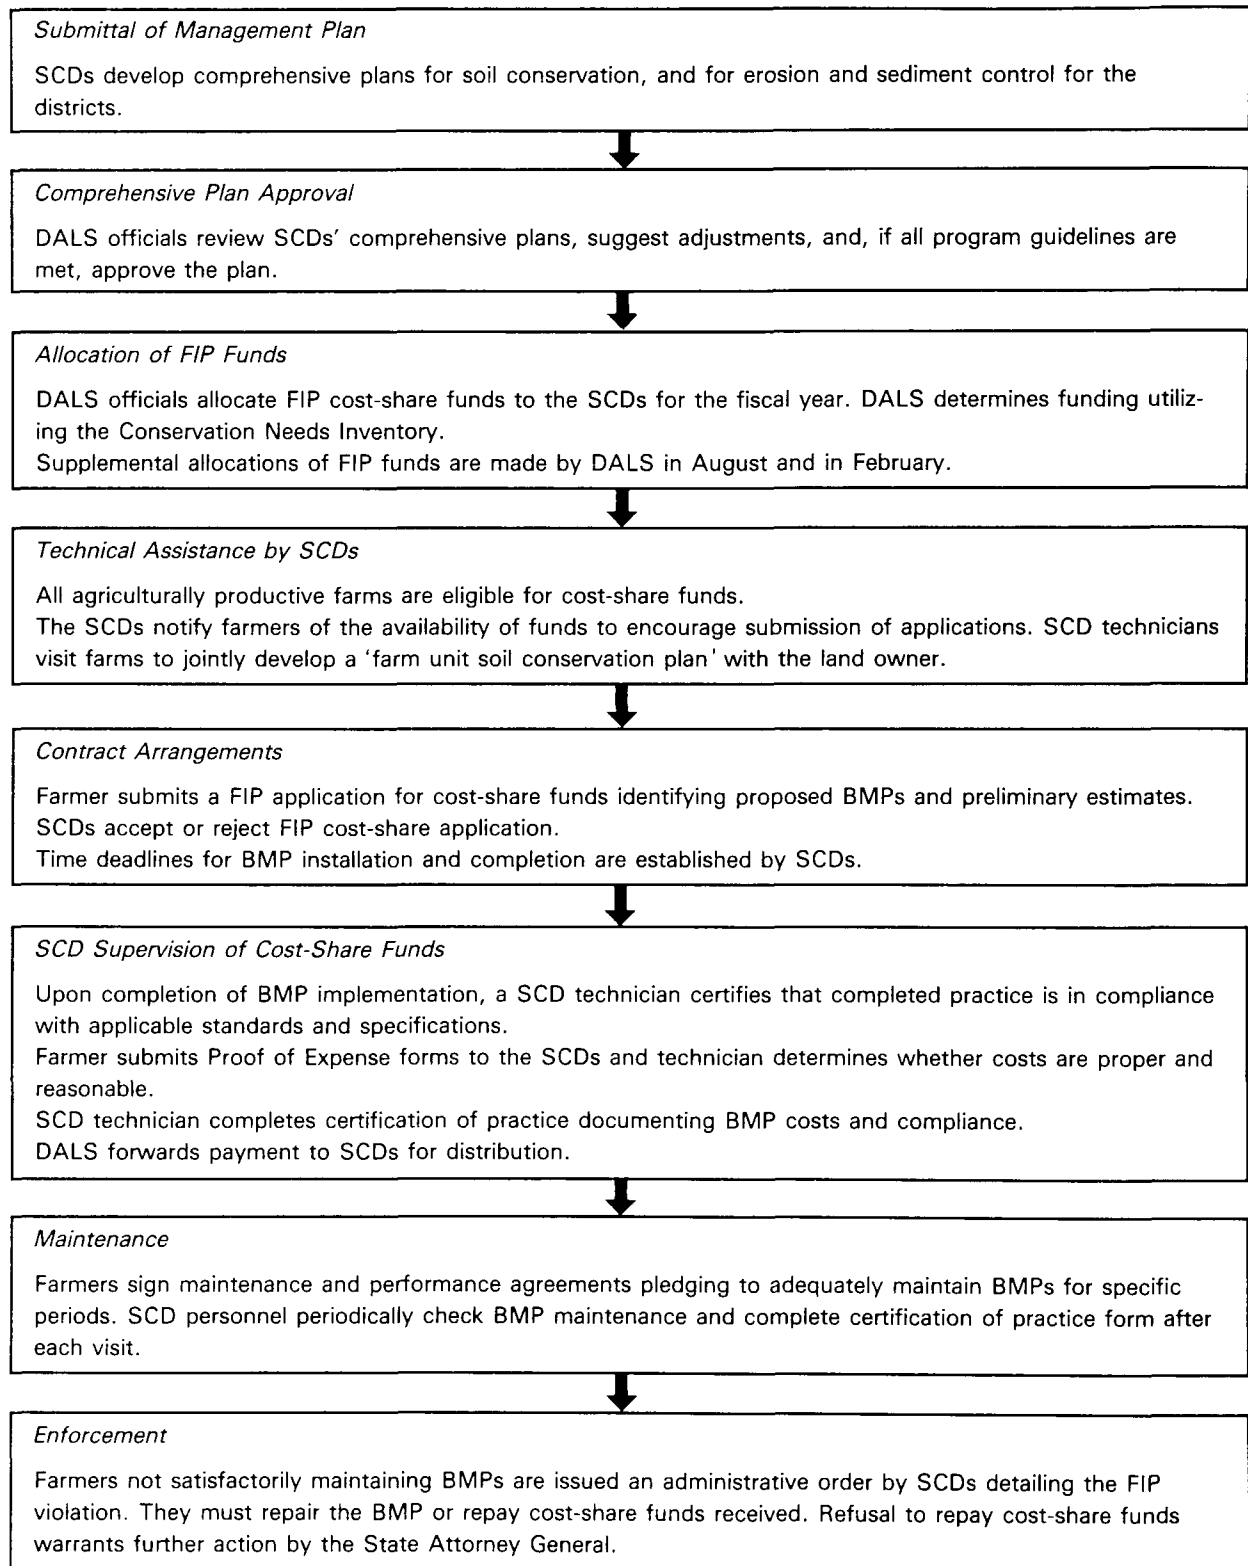 Submittal of Management Plan
SCDs develop comprehensive plans for soil conservation, and for erosion and sediment control for the
districts.
Comprehensive Plan Approval
DALS officials review SCDs' comprehensive plans, suggest adjustments, and, if all program guidelines are
met, approve the plan.
Allocation of FIP Funds
DALS officials allocate FIP cost-share funds to the SCDs for the fiscal year. DALS determines funding utiliz-
ing the Conservation Needs Inventory.
Supplemental allocations of FIP funds are made by DALS in August and in February.
Technical Assistance by SCDs
All agriculturally productive farms are eligible for cost-share funds.
The SCDs notify farmers of the availability of funds to encourage submission of applications. SCD technicians
visit farms to jointly develop a 'farm unit soil conservation plan' with the land owner.
Contract Arrangements
Farmer submits a FIP application for cost-share funds identifying proposed BMPs and preliminary estimates.
SCDs accept or reject FIP cost-share application.
Time deadlines for BMP installation and completion are established by SCDs.
SCD Supervision of Cost-Share Funds
Upon completion of BMP implementation, a SCD technician certifies that completed practice is in compliance
with applicable standards and specifications.
Farmer submits Proof of Expense forms to the SCDs and technician determines whether costs are proper and
reasonable.
SCD technician completes certification of practice documenting BMP costs and compliance.
DALS forwards payment to SCDs for distribution.
Maintenance
Farmers sign maintenance and performance agreements pledging to adequately maintain BMPs for specific
periods. SCD personnel periodically check BMP maintenance and complete certification of practice form after
each visit.
Enforcement
Farmers not satisfactorily maintaining BMPs are issued an administrative order by SCDs detailing the FIP
violation. They must repair the BMP or repay cost-share funds received. Refusal to repay cost-share funds
warrants further action by the State Attorney General.